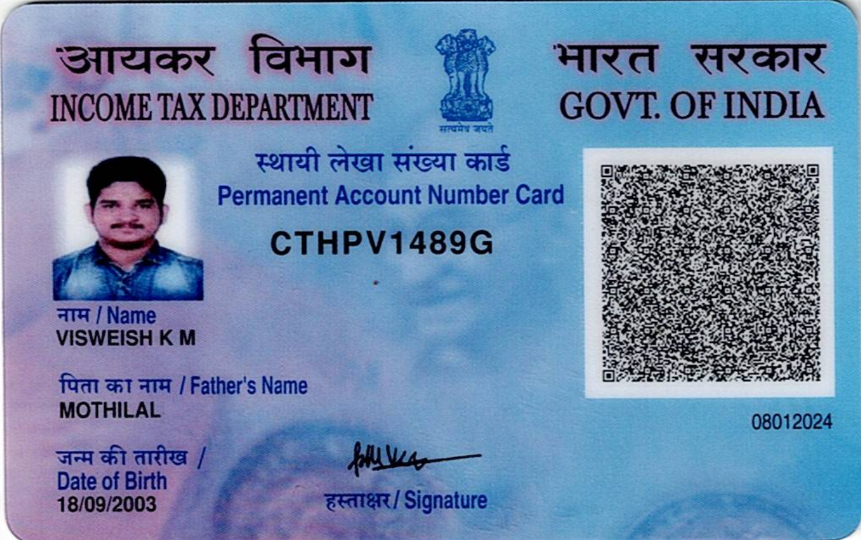 आयकर विभाग
INCOME TAX DEPARTMENT
सत्यमेव जयते
भारत सरकार
GOVT. OF INDIA
स्थायी लेखा संख्या कार्ड
Permanent Account Number Card
CTHPV1489G
नाम / Name
VISWEISH K M
पिता का नाम / Father's Name
MOTHILAL
08012024
जन्म की तारीख /
Date of Birth
18/09/2003
हस्ताक्षर / Signature